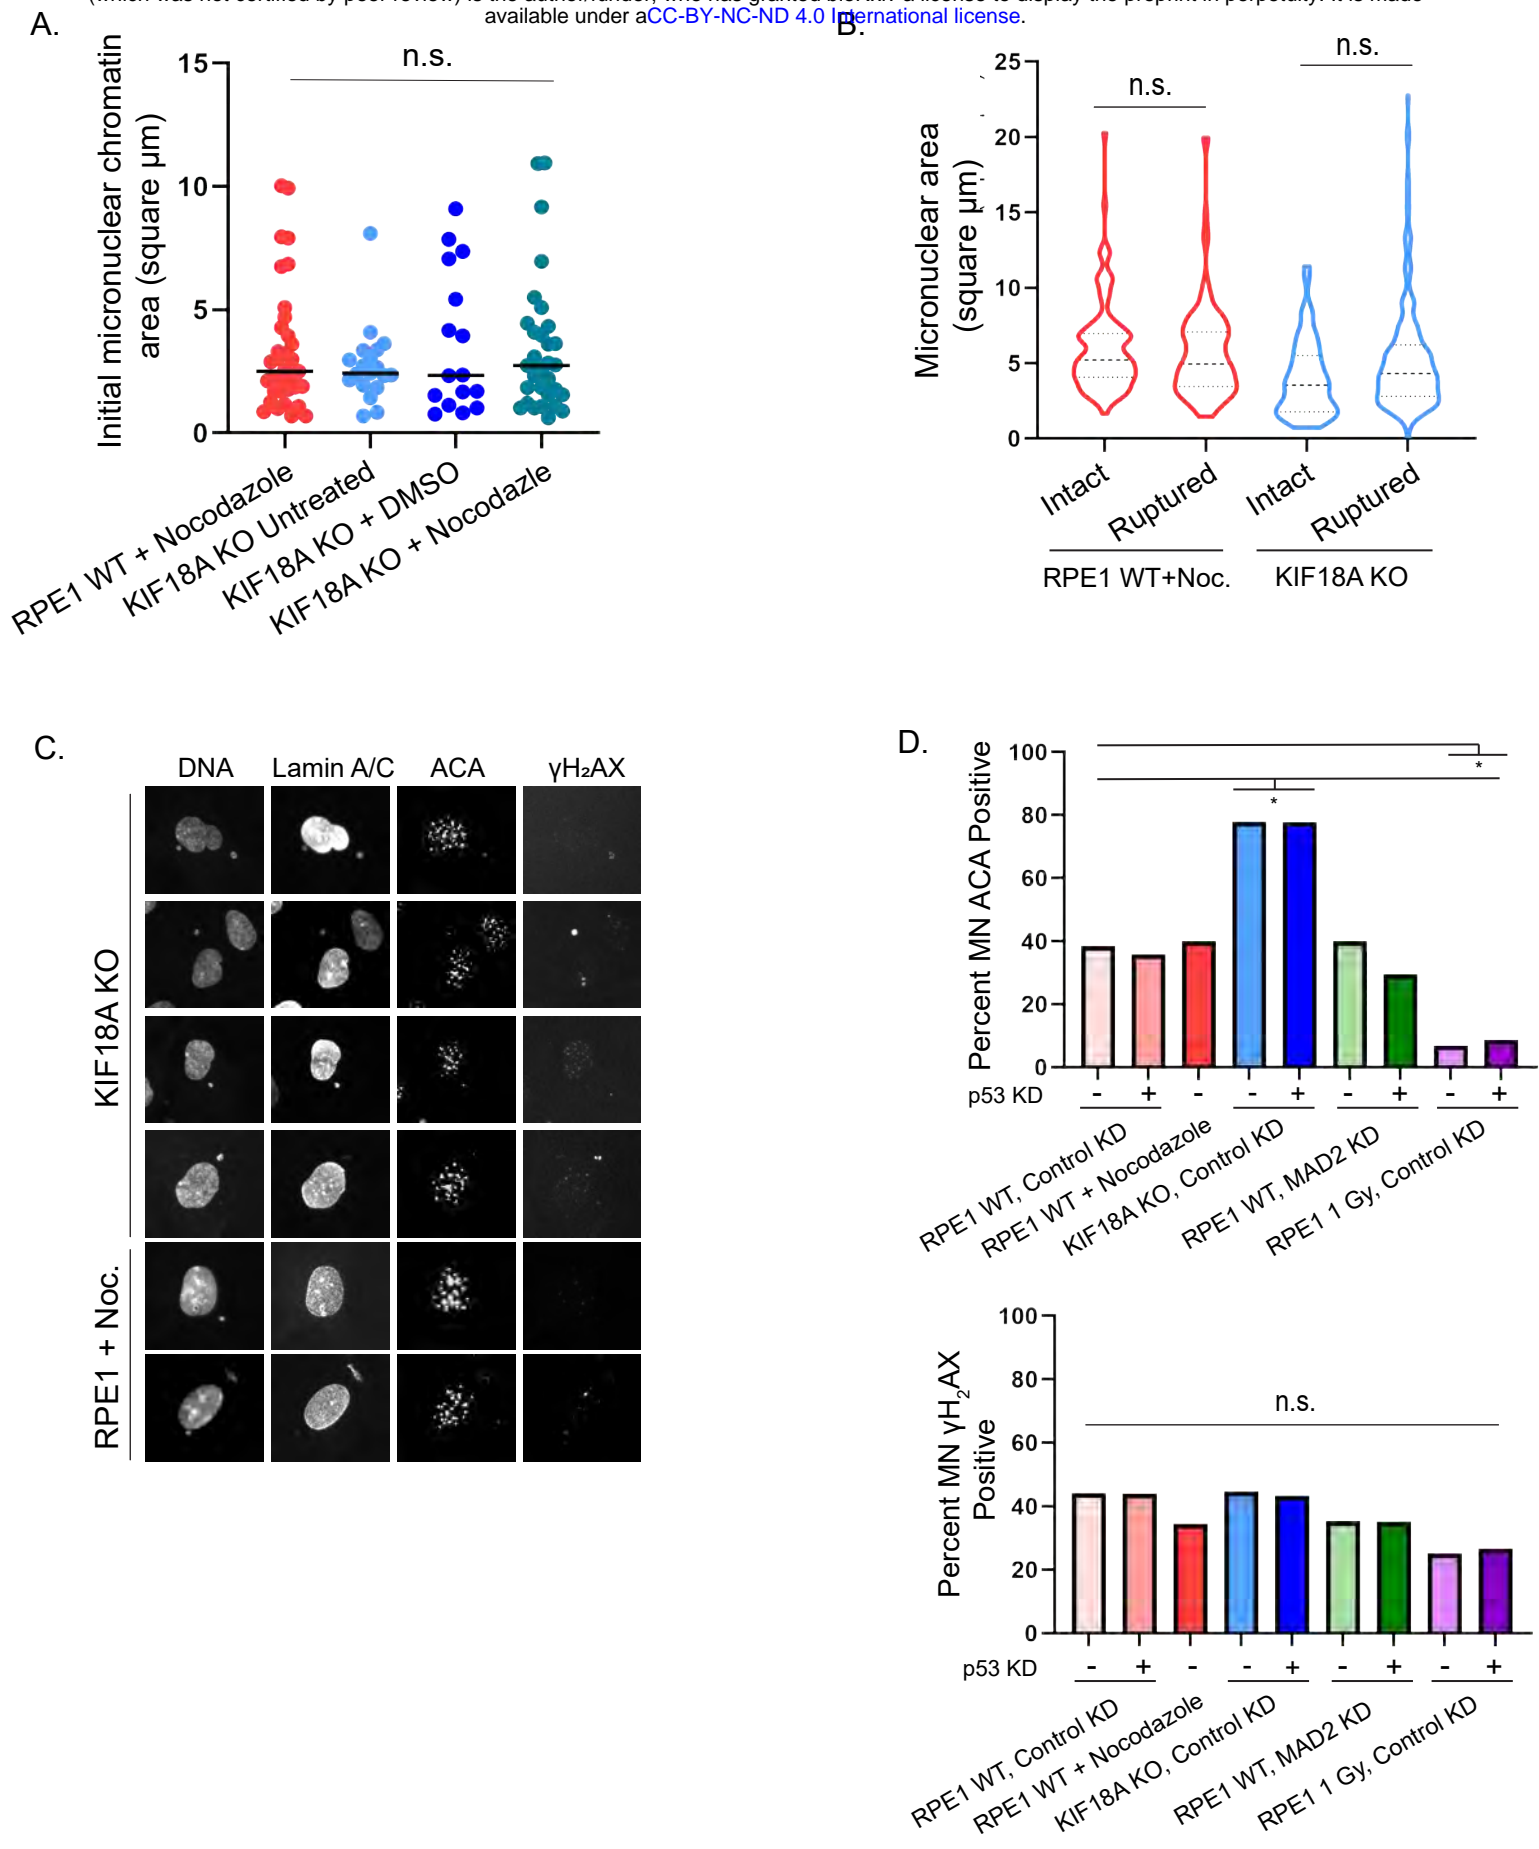 available under aCC-BY-NC-ND 4.0 International license.
A.
n.s.
Initial micronuclear chromatin
area (square µm)
15
10
5
0
RPE1 WT + Nocodazole
KIF18A KO Untreated
KIF18A KO + DMSO
KIF18A KO + Nocodazle
B.
n.s.
n.s.
Micronuclear area
(square µm)
25
20
15
10
5
0
Intact
Ruptured
Intact
Ruptured
RPE1 WT+Noc.
KIF18A KO
C.
DNA
Lamin A/C
ACA
γH₂AX
KIF18A KO
RPE1 + Noc.
D.
Percent MN ACA Positive
100
80
60
40
20
0
*
*
p53 KD
- + - - + - + - +
RPE1 WT, Control KD
RPE1 WT + Nocodazole
KIF18A KO, Control KD
RPE1 WT, MAD2 KD
RPE1 1 Gy, Control KD
Percent MN γH₂AX
Positive
100
80
60
40
20
0
n.s.
p53 KD
- + - - + - + - +
RPE1 WT, Control KD
RPE1 WT + Nocodazole
KIF18A KO, Control KD
RPE1 WT, MAD2 KD
RPE1 1 Gy, Control KD